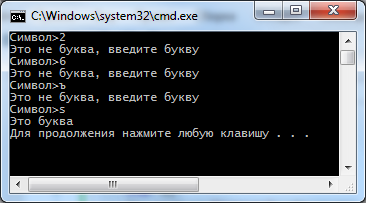 C:\Windows\system32\cmd.exe
Символ>2
Это не буква, введите букву
Символ>6
Это не буква, введите букву
Символ>ъ
Это не буква, введите букву
Символ>s
Это буква
Для продолжения нажмите любую клавишу . . .